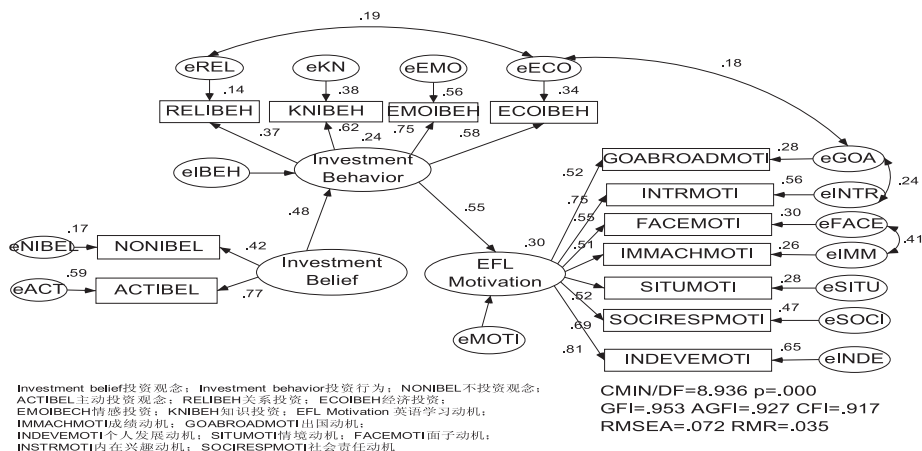 .19
eREL eKN eEMO eECO
.18
.14 .38 .56 .34
RELIBEH KNIBEH EMOIBEH ECOIBEH
.37 .62 .24 .75 .58
Investment
Behavior
eIBEH
GOABROADMOTI .28 eGOA
.52
INTRMOTI .56 eINTR .24
.75
FACEMOTI .30 eFACE
.55
IMMACHMOTI .26 eIMM .41
.51
SITUMOTI .28 eSITU
.52
SOCIRESPMOTI .47 eSOCI
.69
INDEVEMOTI .65 eINDE
.81
.48 .55
.17
eNIBEL NONIBEL .42
.59
eACT ACTIBEL .77
Investment
Belief
.30
EFL
Motivation
eMOTI
Investment belief投资观念；Investment behavior投资行为；NONIBEL不投资观念；
ACTIBEL主动投资观念；RELIBEH关系投资；ECOIBEH经济投资；
EMOIBECH情感投资；KNIBEH知识投资；EFL Motivation 英语学习动机；
IMMACHMOTI成绩动机；GOABROADMOTI出国动机；
INDEVEMOTI个人发展动机；SITUMOTI情境动机；FACEMOTI面子动机；
INSTRMOTI内在兴趣动机；SOCIRESPMOTI社会责任动机
CMIN/DF=8.936 p=.000
GFI=.953 AGFI=.927 CFI=.917
RMSEA=.072 RMR=.035